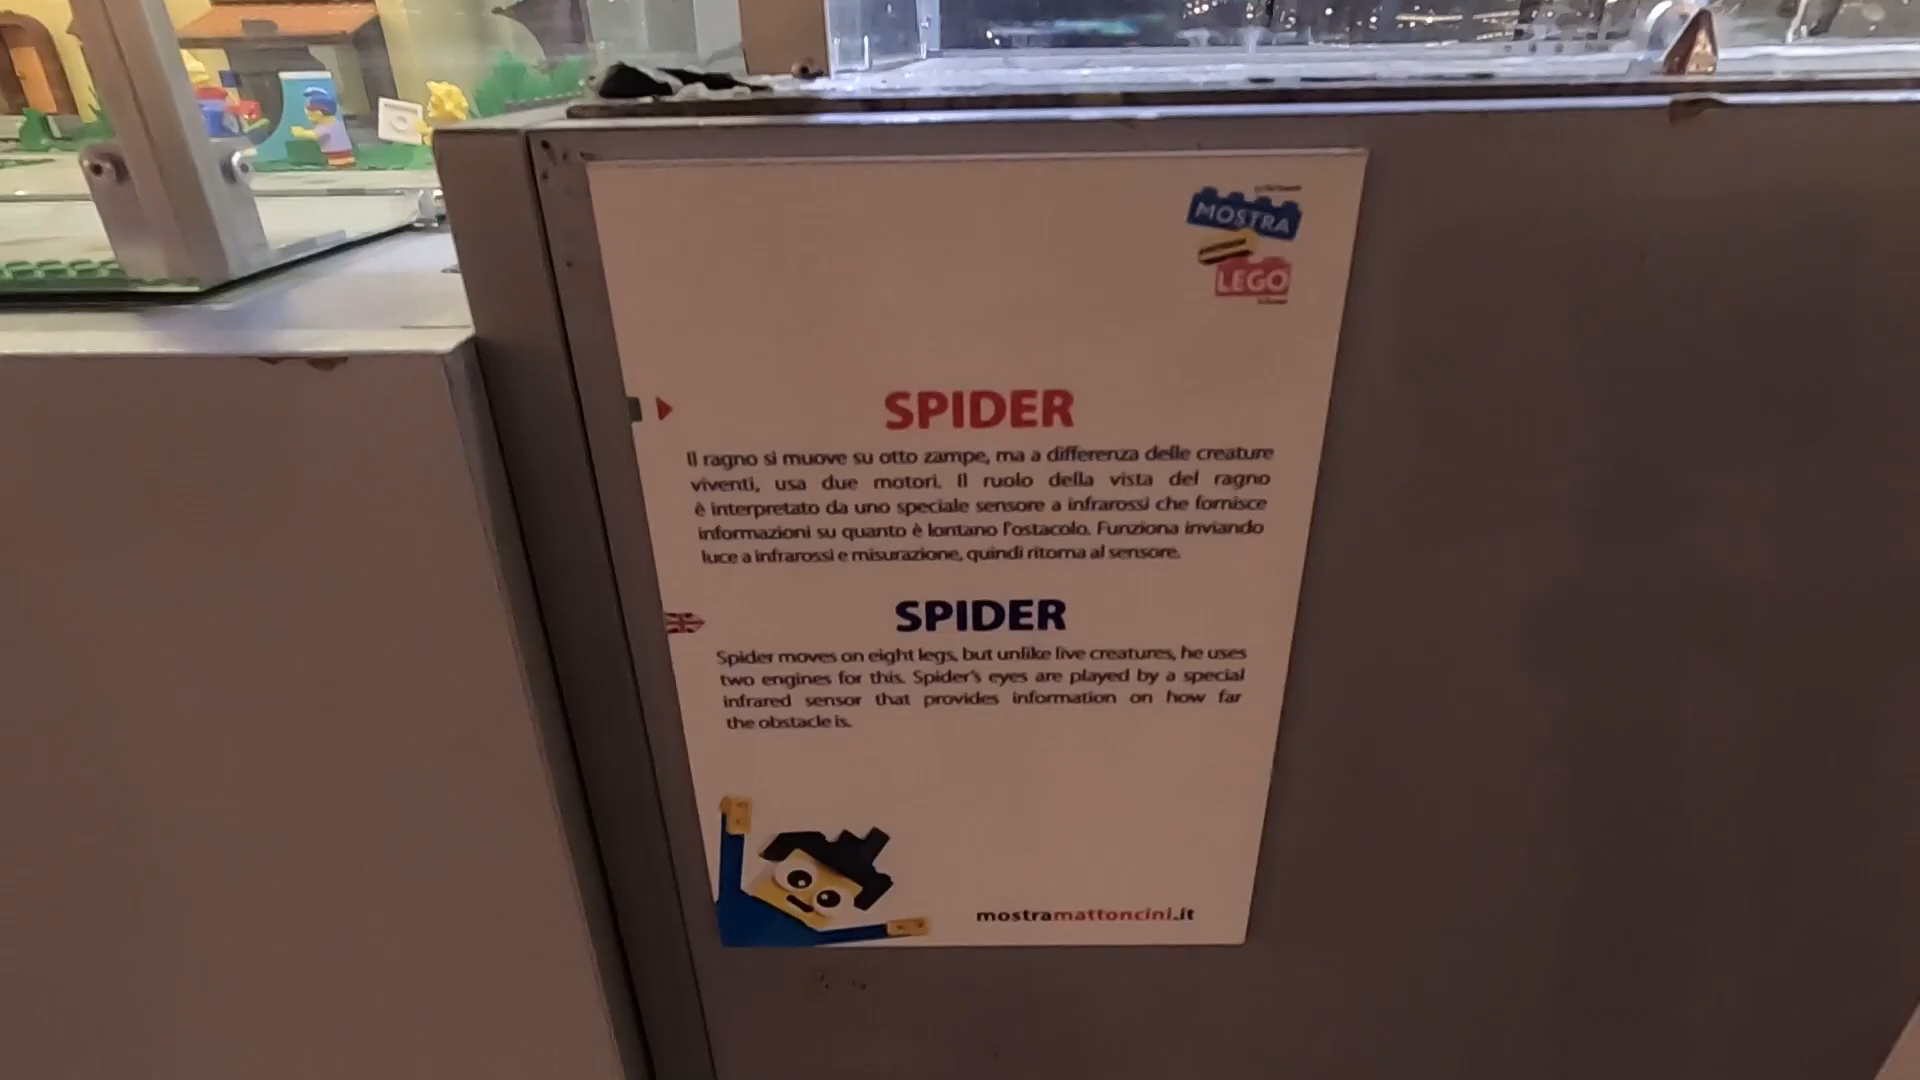 MOSTRA
LEGO
SPIDER
Il ragno si muove su otto zampe, ma a differenza delle creature
viventi, usa due motori. Il ruolo della vista del ragno
è interpretato da uno speciale sensore a infrarossi che fornisce
informazioni su quanto è lontano l'ostacolo. Funziona inviando
luce a infrarossi e misurazione, quindi ritorna al sensore.
SPIDER
Spider moves on eight legs, but unlike live creatures, he uses
two engines for this. Spider's eyes are played by a special
infrared sensor that provides information on how far
the obstacle is.
mostramattoncini.it